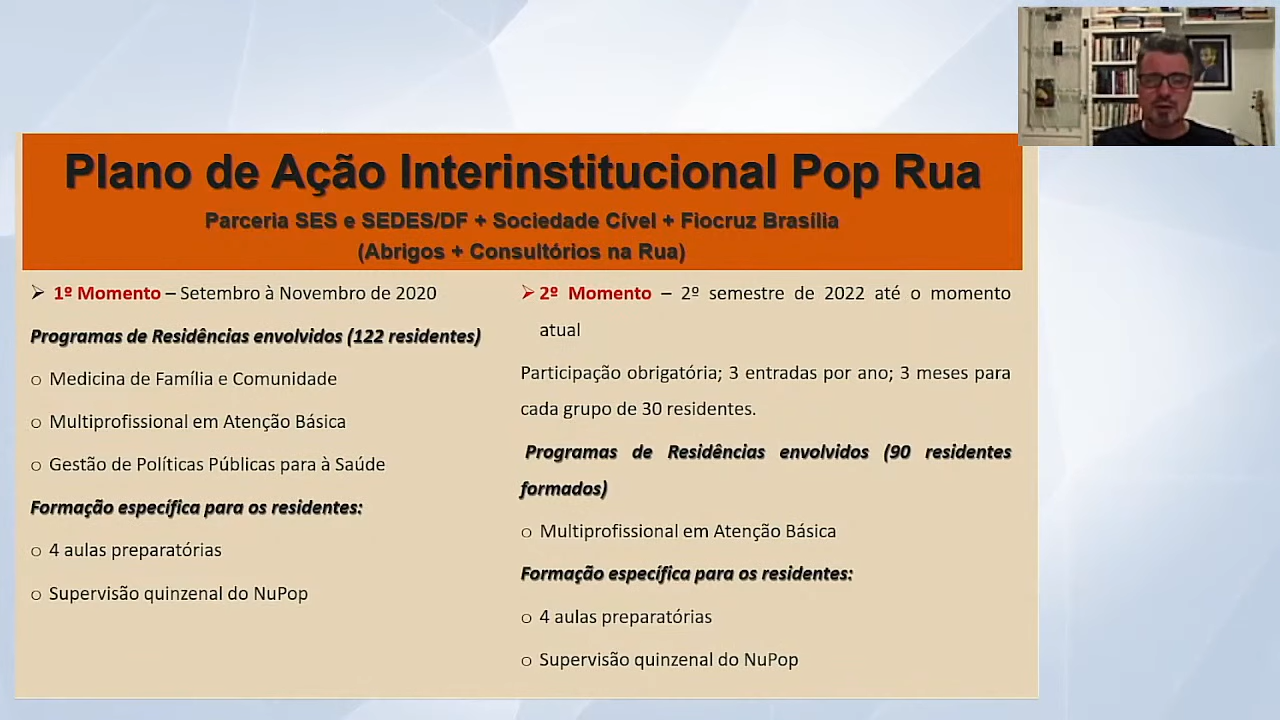 Plano de Ação Interinstitucional Pop Rua
Parceria SES e SEDES/DF + Sociedade Cível + Fiocruz Brasília
(Abrigos + Consultórios na Rua)
1º Momento – Setembro à Novembro de 2020
Programas de Residências envolvidos (122 residentes)
o Medicina de Família e Comunidade
o Multiprofissional em Atenção Básica
o Gestão de Políticas Públicas para à Saúde
Formação específica para os residentes:
o 4 aulas preparatórias
o Supervisão quinzenal do NuPop
2º Momento – 2º semestre de 2022 até o momento
atual
Participação obrigatória; 3 entradas por ano; 3 meses para
cada grupo de 30 residentes.
Programas de Residências envolvidos (90 residentes
formados)
o Multiprofissional em Atenção Básica
Formação específica para os residentes:
o 4 aulas preparatórias
o Supervisão quinzenal do NuPop